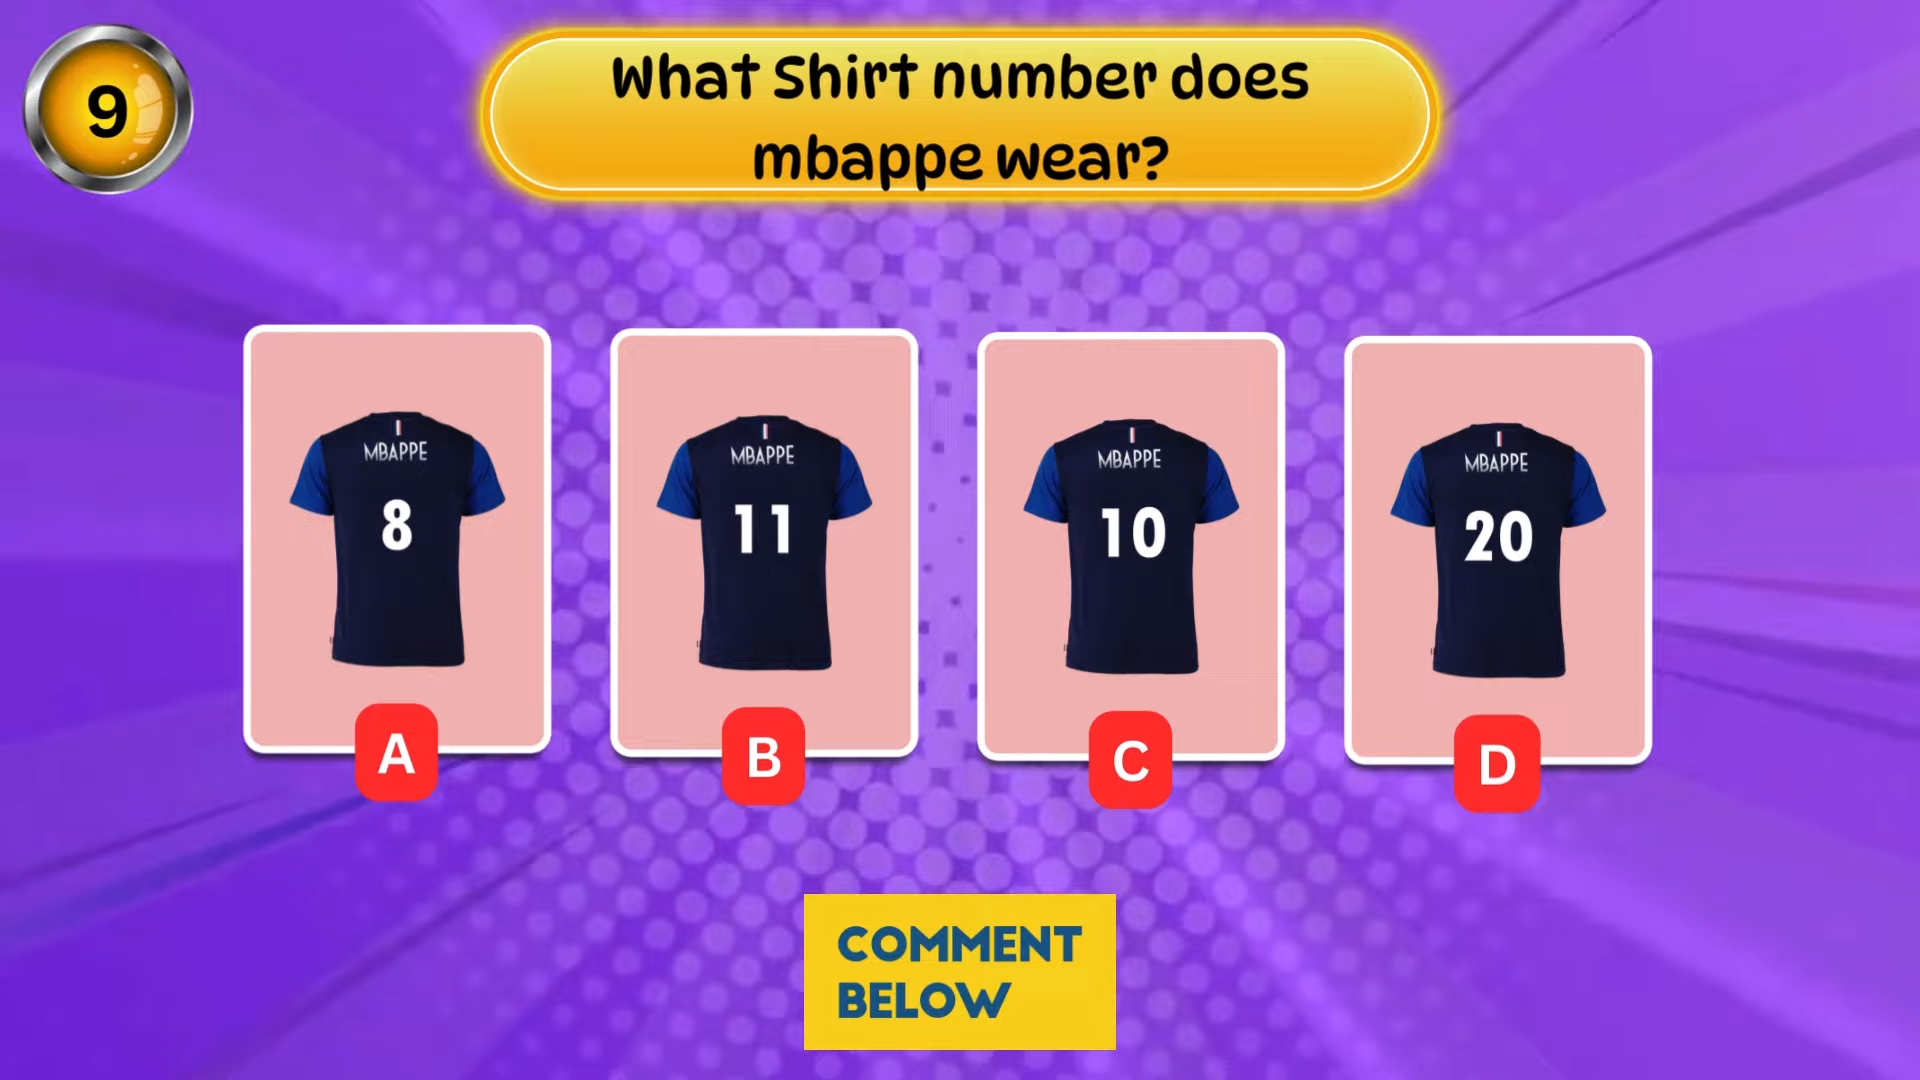 9
What Shirt number does
mbappe wear?
MBAPPE
8
A
MBAPPE
11
B
MBAPPE
10
C
MBAPPE
20
D
COMMENT
BELOW